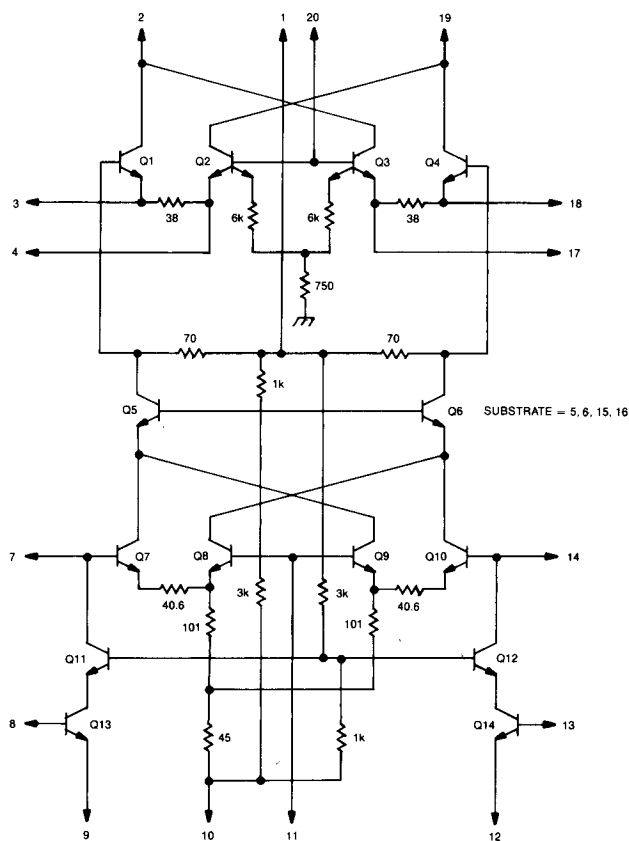 2 1 20 19
Q1 Q2 Q3 Q4
3 38 6k 6k 38 18
4 17
750
70 70
1k
Q5 Q6 SUBSTRATE = 5, 6, 15, 16
7 Q7 Q8 Q9 Q10 14
40.6 3k 3k 40.6
101 101
Q11 Q12
8 Q13 45 1k Q14 13
9 10 11 12